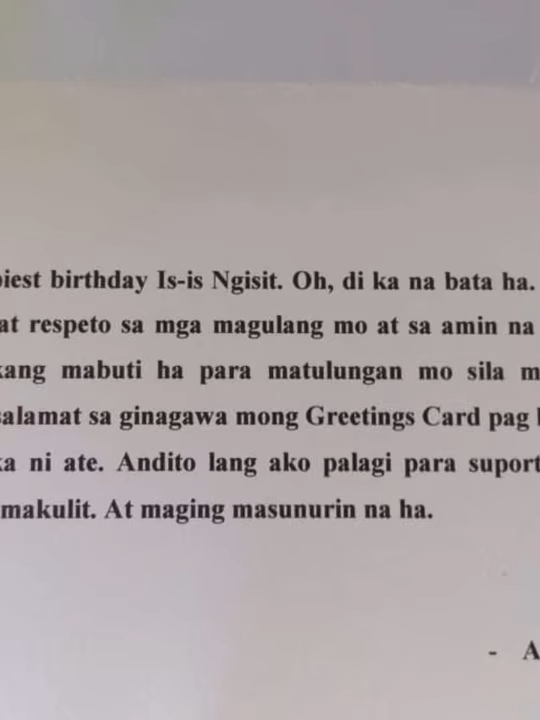 piest birthday Is-is Ngisit. Oh, di ka na bata ha.
at respeto sa mga magulang mo at sa amin na
kang mabuti ha para matulungan mo sila m
salamat sa ginagawa mong Greetings Card pag
ka ni ate. Andito lang ako palagi para suport
makulit. At maging masunurin na ha.
- A